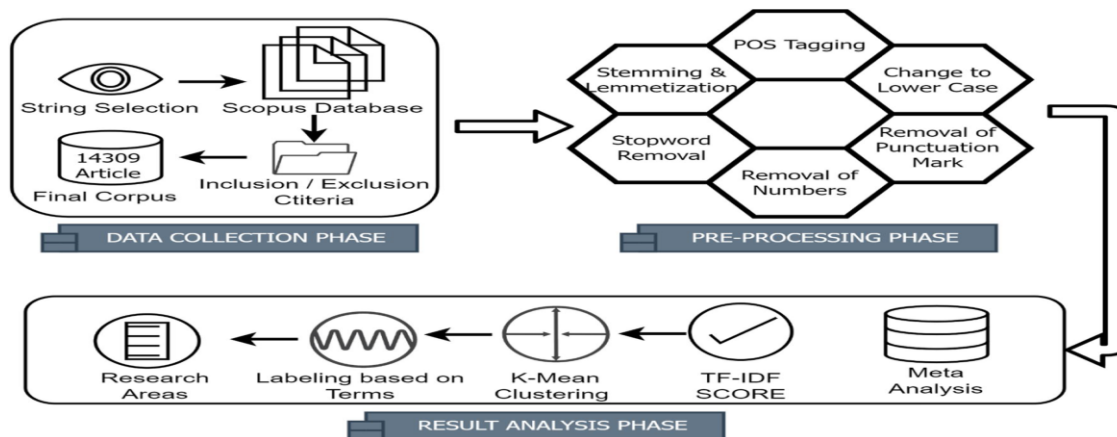 String Selection
Scopus Database
14309
Article
Final Corpus
Inclusion / Exclusion
Ctiteria
DATA COLLECTION PHASE
POS Tagging
Stemming &
Lemmetization
Change to
Lower Case
Stopword
Removal
Removal of
Punctuation
Mark
Removal of
Numbers
PRE-PROCESSING PHASE
Research
Areas
Labeling based on
Terms
K-Mean
Clustering
TF-IDF
SCORE
Meta
Analysis
RESULT ANALYSIS PHASE